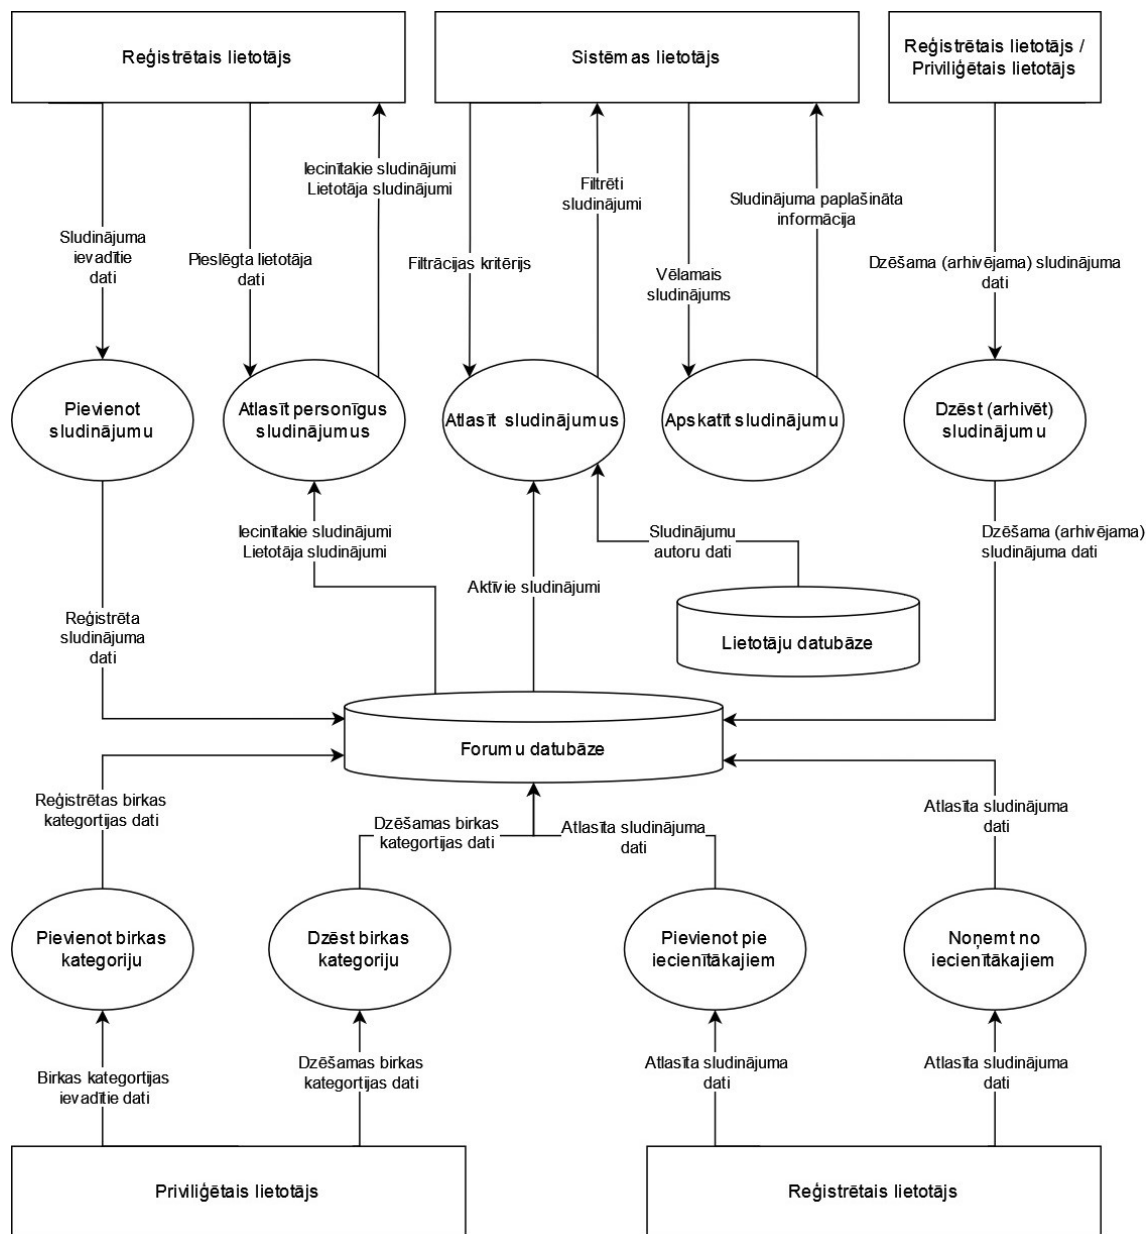 Reģistrētais lietotājs
Sistēmas lietotājs
Reģistrētais lietotājs /
Priviliģētais lietotājs
Iecinītakie sludinājumi
Lietotāja sludinājumi
Filtrēti
sludinājumi
Sludinājuma paplašināta
informācija
Sludinājuma
ievadītie
dati
Pieslēgta lietotāja
dati
Filtrācijas kritērijs
Vēlamais
sludinājums
Dzēšama (arhivējama) sludinājuma
dati
Pievienot
sludinājumu
Atlasīt personīgus
sludinājumus
Atlasīt sludinājumus
Apskatīt sludinājumu
Dzēst (arhivēt)
sludinājumu
Iecinītakie sludinājumi
Lietotāja sludinājumi
Sludinājumu
autoru dati
Dzēšama (arhivējama)
sludinājuma dati
Aktīvie sludinājumi
Reģistrēta
sludinājuma
dati
Lietotāju datubāze
Forumu datubāze
Reģistrētas birkas
kategortijas dati
Dzēšamas birkas
kategortijas dati
Atlasīta sludinājuma
dati
Atlasīta sludinājuma
dati
Pievienot birkas
kategoriju
Dzēst birkas
kategoriju
Pievienot pie
iecienītākajiem
Noņemt no
iecienītākajiem
Birkas kategortijas
ievadītie dati
Dzēšamas birkas
kategortijas dati
Atlasīta sludinājuma
dati
Atlasīta sludinājuma
dati
Priviliģētais lietotājs
Reģistrētais lietotājs